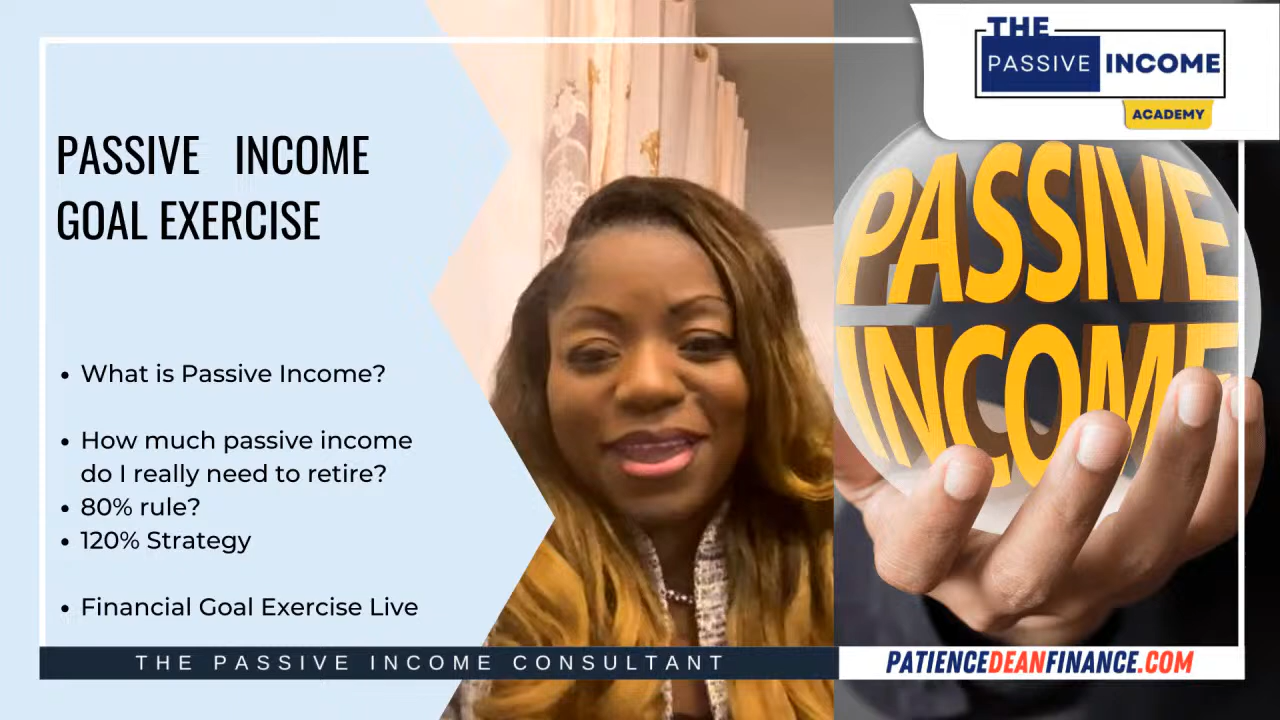 THE
PASSIVE INCOME
ACADEMY
PASSIVE INCOME
GOAL EXERCISE
• What is Passive Income?
• How much passive income
do I really need to retire?
• 80% rule?
• 120% Strategy
• Financial Goal Exercise Live
PASSIVE
INCOME
THE PASSIVE INCOME CONSULTANT
PATIENCEDEANFINANCE.COM